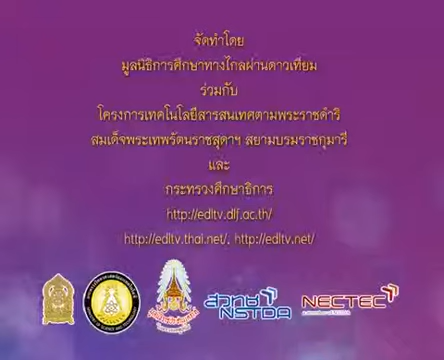 จัดทำโดย
มูลนิธิการศึกษาทางไกลผ่านดาวเทียม
ร่วมกับ
โครงการเทคโนโลยีสารสนเทศตามพระราชดำริ
สมเด็จพระเทพรัตนราชสุดาฯ สยามบรมราชกุมารี
และ
กระทรวงศึกษาธิการ
http://edltv.dlf.ac.th/
http://edltv.thai.net/, http://edltv.net/
สวทช
NSTDA
NECTEC